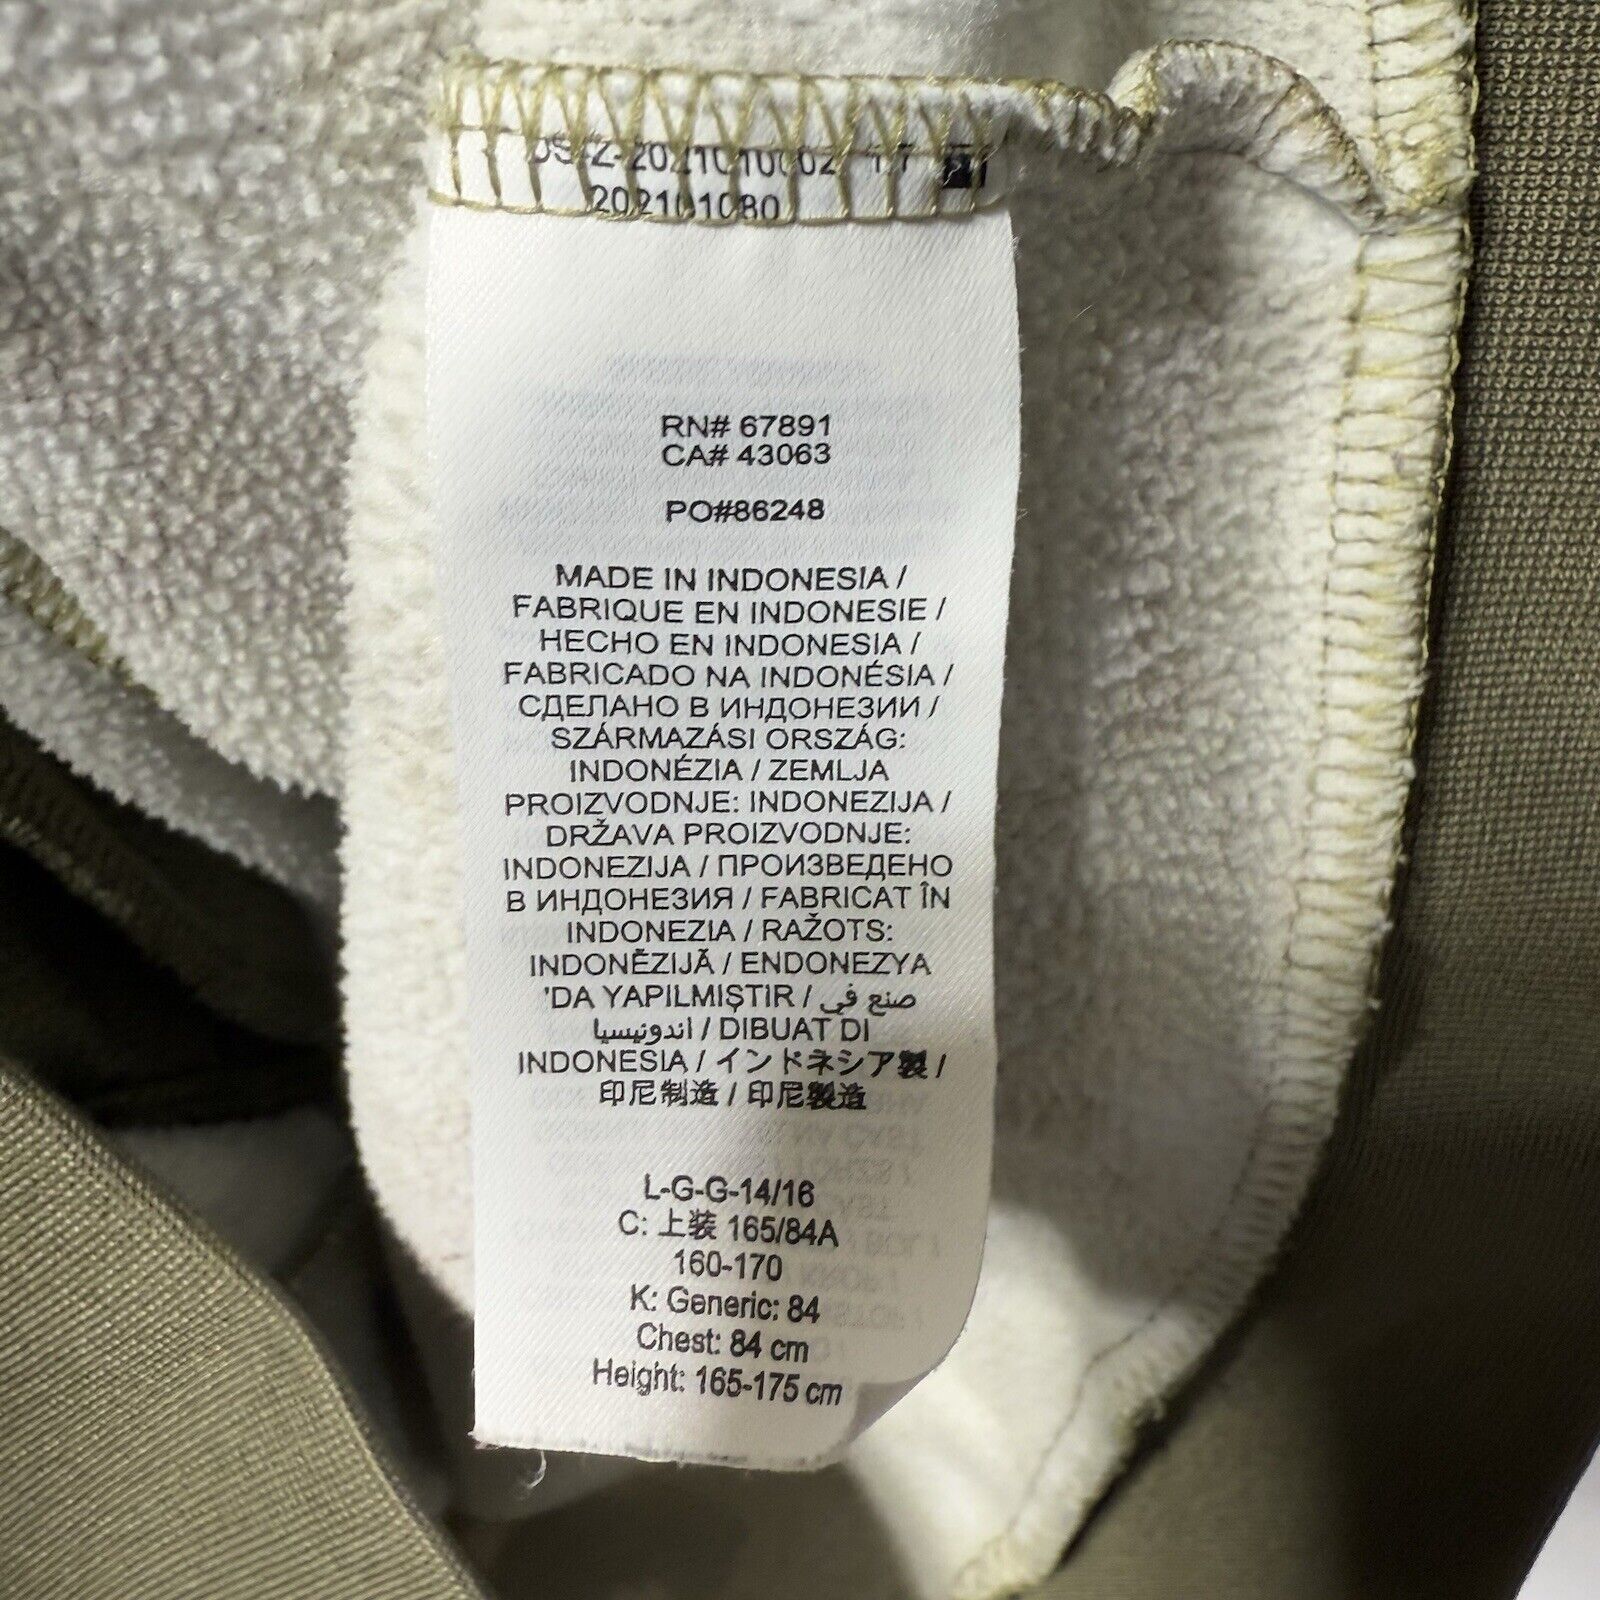 202101080
RN# 67891
CA# 43063
PO#86248
MADE IN INDONESIA /
FABRIQUE EN INDONESIE /
HECHO EN INDONESIA /
FABRICADO NA INDONÉSIA /
СДЕЛАНО В ИНДОНЕЗИИ /
SZÁRMAZÁSI ORSZÁG:
INDONÉZIA / ZEMLJA
PROIZVODNJE: INDONEZIJA /
DRŽAVA PROIZVODNJE:
INDONEZIJA / ПРОИЗВЕДЕНО
В ИНДОНЕЗИЯ / FABRICAT ÎN
INDONEZIA / RAŽOTS:
INDONĒZIJĀ / ENDONEZYA
'DA YAPILMIŞTIR / صنع في
اندونيسيا / DIBUAT DI
INDONESIA / インドネシア製 /
印尼制造 / 印尼製造
L-G-G-14/16
C: 上装 165/84A
160-170
K: Generic: 84
Chest: 84 cm
Height: 165-175 cm